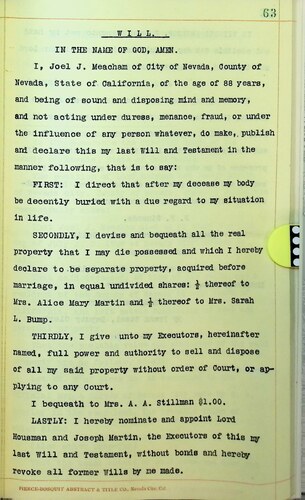 63
WILL.
IN THE NAME OF GOD, AMEN.
I, Joel J. Meacham of City of Nevada, County of
Nevada, State of California, of the age of 88 years,
and being of sound and disposing mind and memory,
and not acting under duress, menance, fraud, or under
the influence of any person whatever, do make, publish
and declare this my last Will and Testament in the
manner following, that is to say:
FIRST: I direct that after my decease my body
be decently buried with a due regard to my situation
in life.
SECONDLY, I devise and bequeath all the real
property that I may die possessed and which I hereby
declare to be separate property, acquired before
marriage, in equal undivided shares: ½ thereof to
Mrs. Alice Mary Martin and ½ thereof to Mrs. Sarah
L. Bump.
THIRDLY, I give unto my Executors, hereinafter
named, full power and authority to sell and dispose
of all my said property without order of Court, or ap-
plying to any Court.
I bequeath to Mrs. A. A. Stillman $1.00.
LASTLY: I hereby nominate and appoint Lord
Housman and Joseph Martin, the Executors of this my
last Will and Testament, without bonds and hereby
revoke all former Wills by me made.
PIERCE-BOSQUIT ABSTRACT & TITLE CO., Nevada City, Cal.